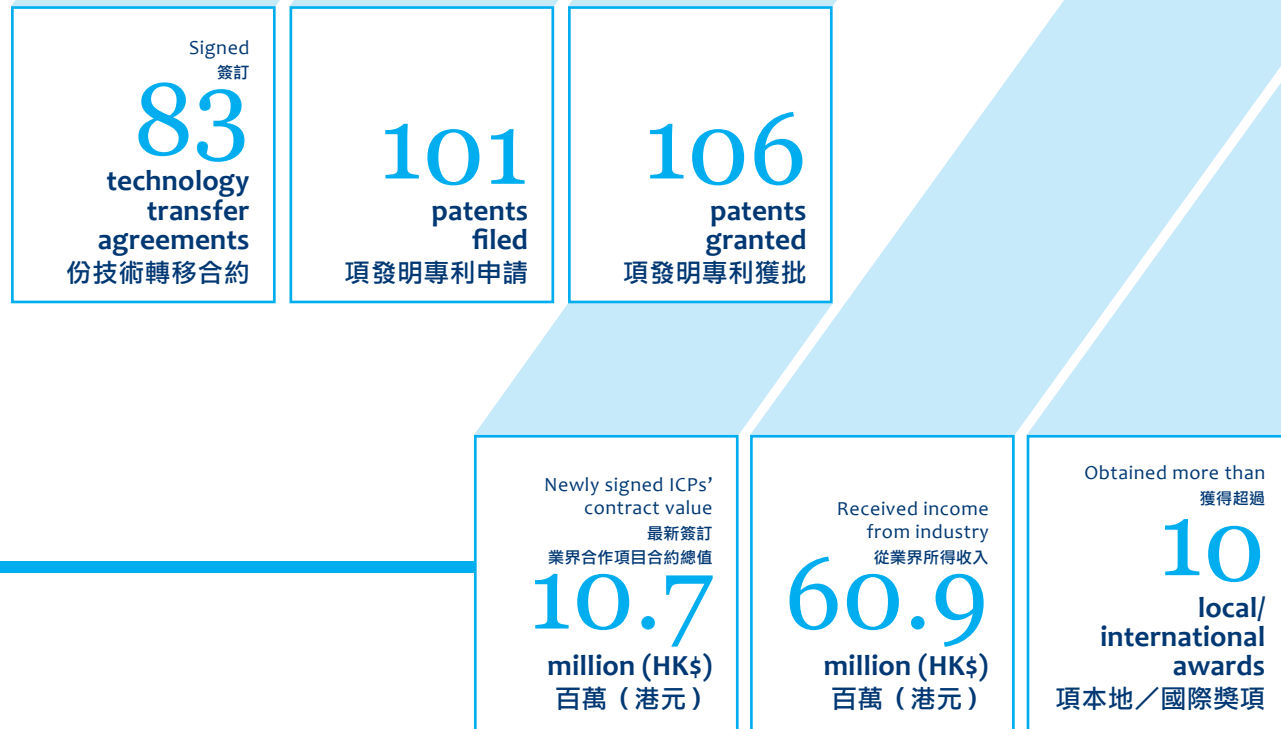 Signed
簽訂
83
technology
transfer
agreements
份技術轉移合約
101
patents
filed
項發明專利申請
106
patents
granted
項發明專利獲批
Newly signed ICPs’
contract value
最新簽訂
業界合作項目合約總值
10.7
million (HK$)
百萬（港元）
Received income
from industry
從業界所得收入
60.9
million (HK$)
百萬（港元）
Obtained more than
獲得超過
10
local/
international
awards
項本地／國際獎項